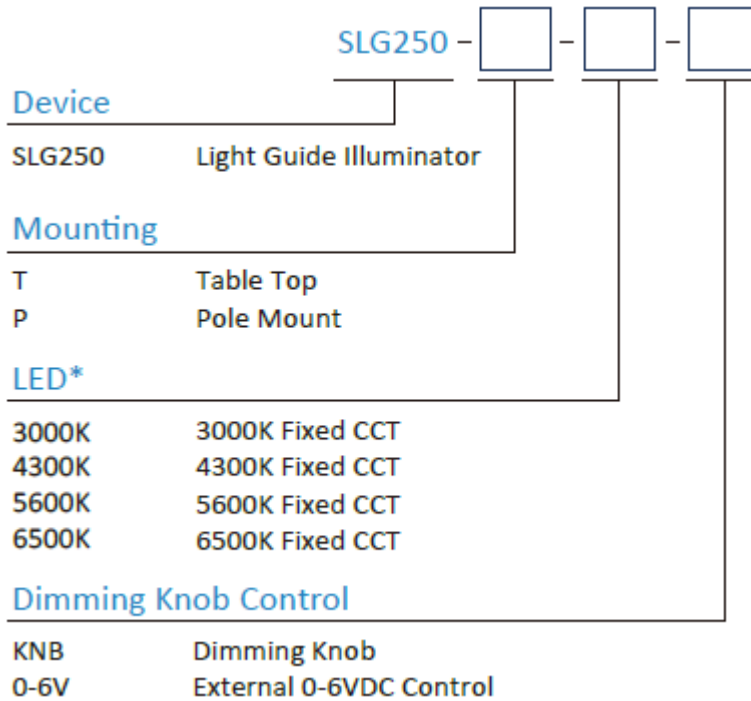 SLG250 - - -
Device
SLG250 Light Guide Illuminator
Mounting
T Table Top
P Pole Mount
LED*
3000K 3000K Fixed CCT
4300K 4300K Fixed CCT
5600K 5600K Fixed CCT
6500K 6500K Fixed CCT
Dimming Knob Control
KNB Dimming Knob
0-6V External 0-6VDC Control